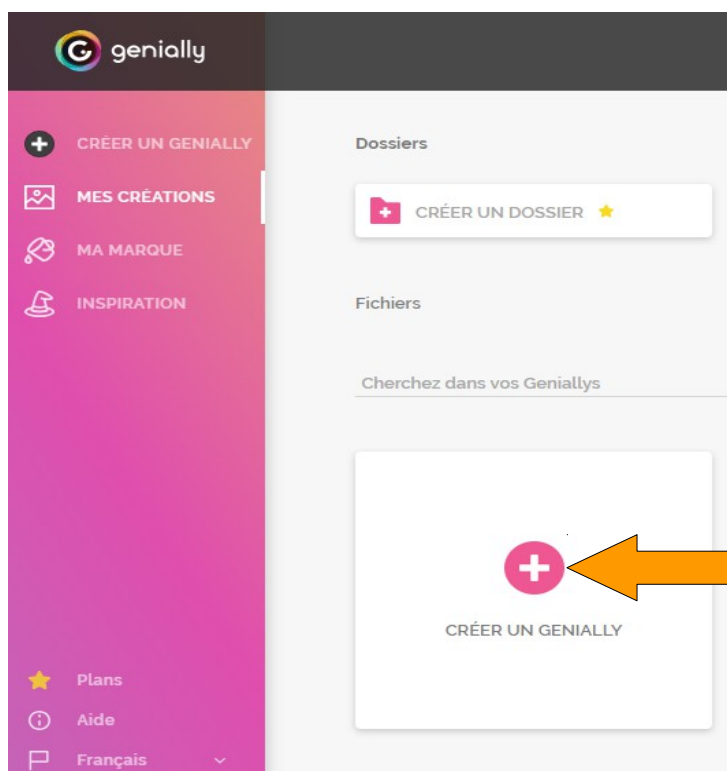 genially
CRÉER UN GENIALLY
MES CRÉATIONS
MA MARQUE
INSPIRATION
Plans
Aide
Français
Dossiers
CRÉER UN DOSSIER
Fichiers
Cherchez dans vos Geniallys
CRÉER UN GENIALLY